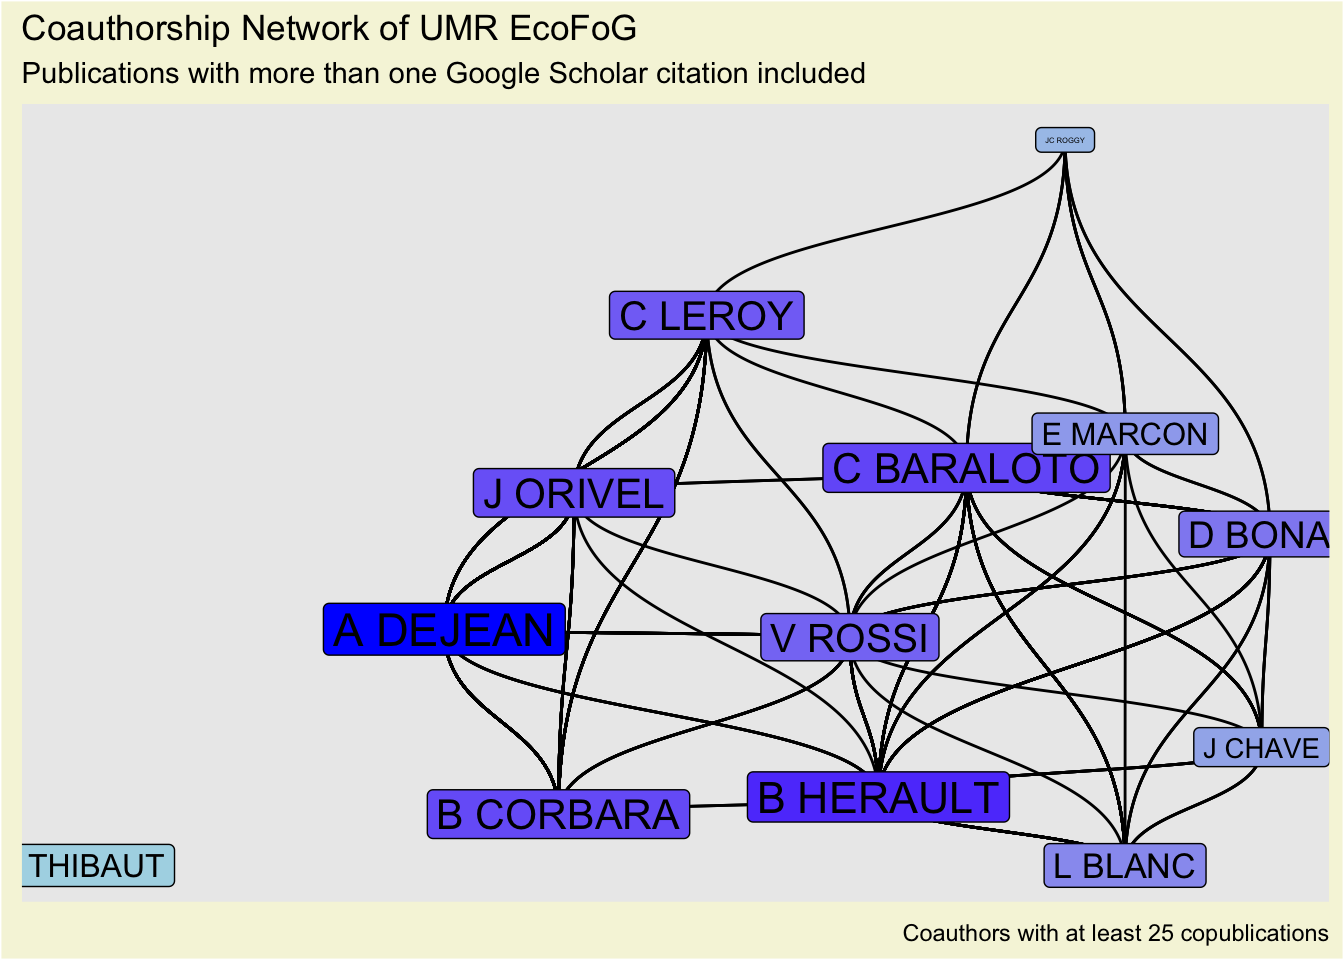 Coauthorship Network of UMR EcoFoG
Publications with more than one Google Scholar citation included
JC ROGGY
C LEROY
E MARCON
C BARALOTO
J ORIVEL
D BONA
A DEJEAN
V ROSSI
J CHAVE
B HERAULT
B CORBARA
THIBAUT
L BLANC
Coauthors with at least 25 copublications